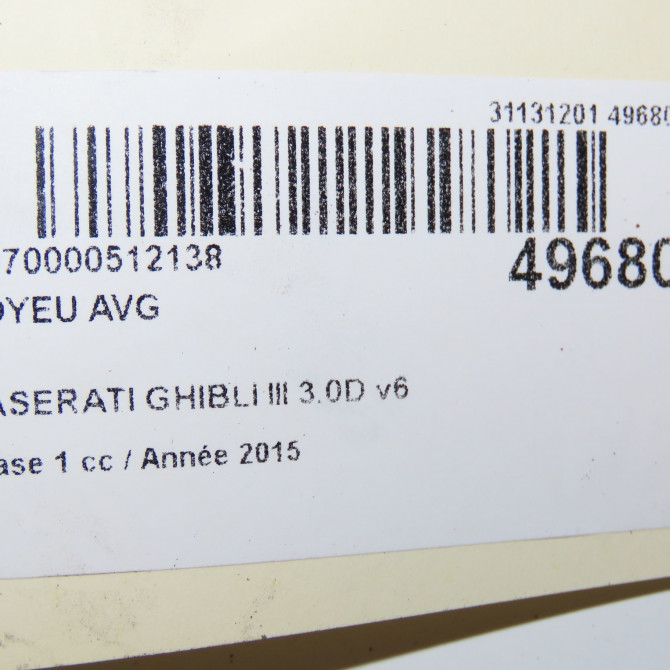 31131201 49680
70000512138
49680
OYEU AVG
ASERATI GHIBLI III 3.0D v6
ase 1 cc / Année 2015